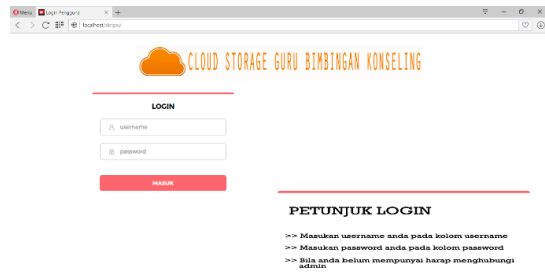 Menu
Login Pengguna
localhost/skripsi/
CLOUD STORAGE GURU BIMBINGAN KONSELING
LOGIN
username
password
MASUK
PETUNJUK LOGIN
>> Masukan username anda pada kolom username
>> Masukan password anda pada kolom password
>> Bila anda belum mempunyai harap menghubungi
admin